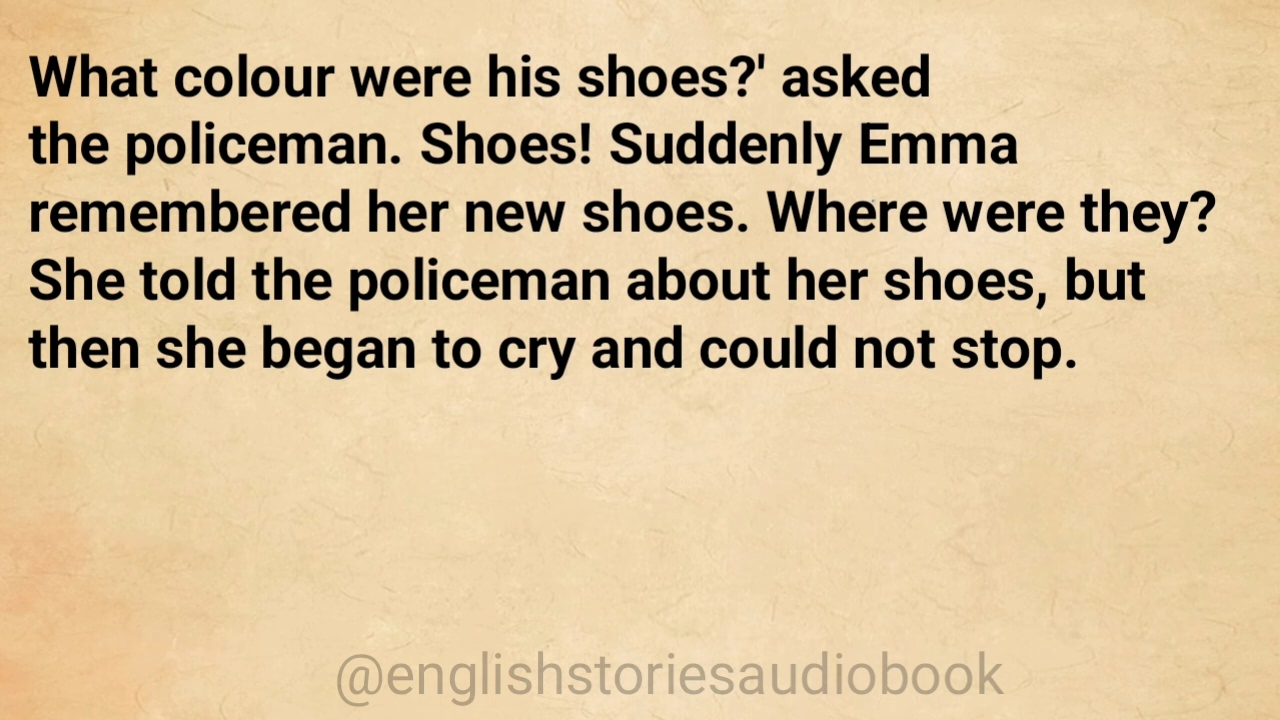 What colour were his shoes?' asked
the policeman. Shoes! Suddenly Emma
remembered her new shoes. Where were they?
She told the policeman about her shoes, but
then she began to cry and could not stop.
@englishstoriesaudiobook